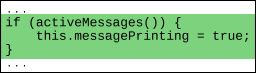 ...
if (activeMessages()) {
    this.messagePrinting = true;
}
...